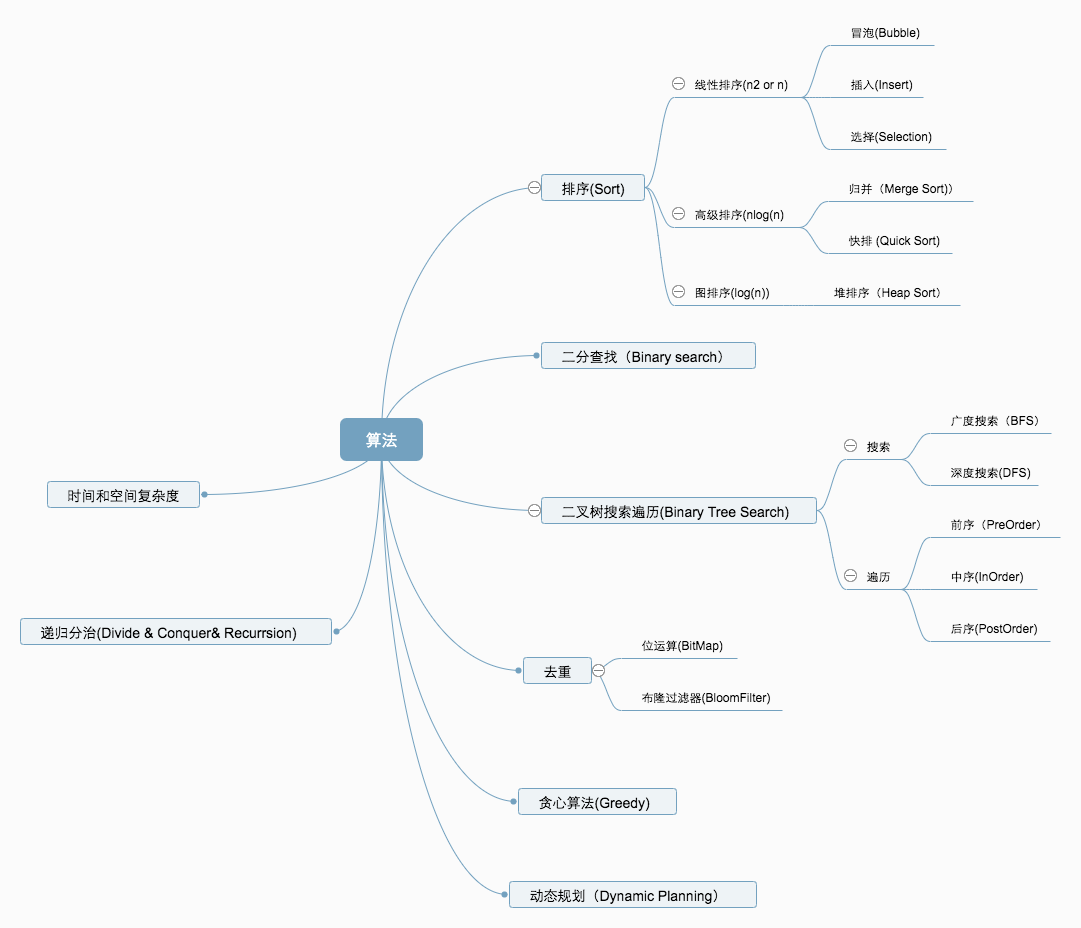 算法
排序(Sort)
线性排序(n2 or n)
冒泡(Bubble)
插入(Insert)
选择(Selection)
高级排序(nlog(n)
归并（Merge Sort)）
快排 (Quick Sort)
图排序(log(n))
堆排序（Heap Sort）
二分查找（Binary search）
二叉树搜索遍历(Binary Tree Search)
搜索
广度搜索（BFS）
深度搜索(DFS)
遍历
前序（PreOrder）
中序(InOrder)
后序(PostOrder)
去重
位运算(BitMap)
布隆过滤器(BloomFilter)
贪心算法(Greedy)
动态规划（Dynamic Planning）
时间和空间复杂度
递归分治(Divide & Conquer& Recurrsion)